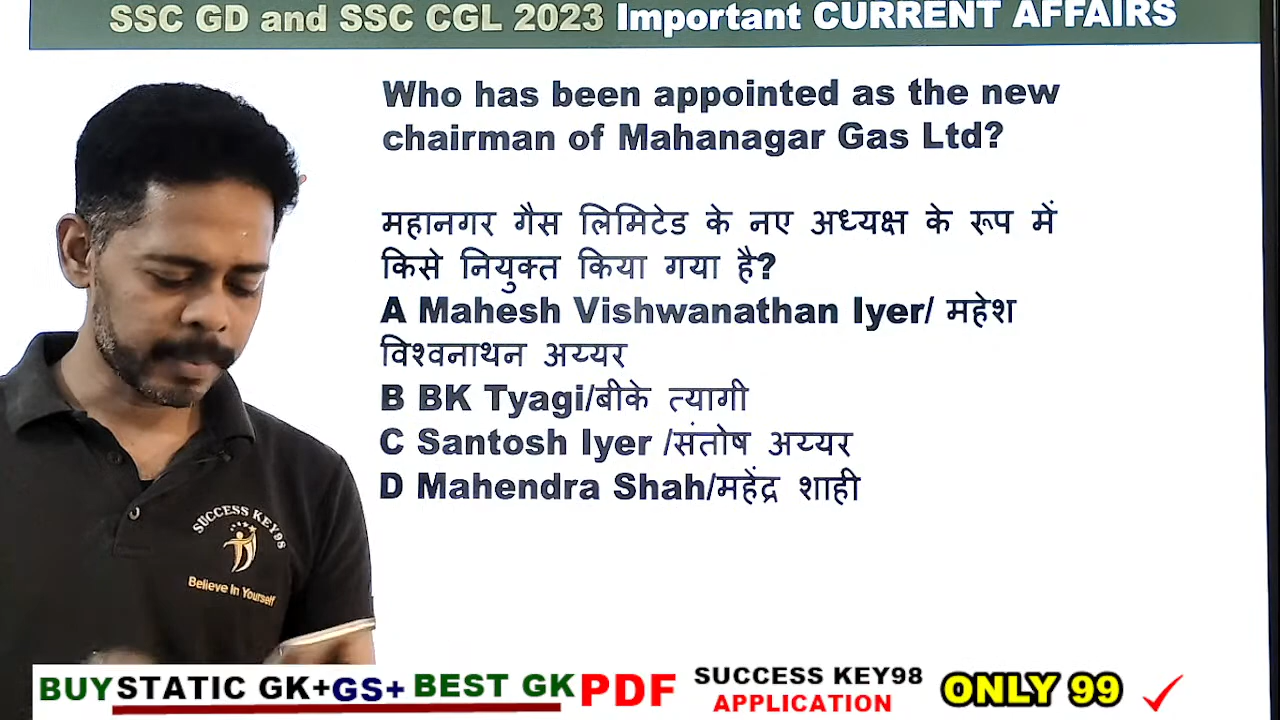 SSC GD and SSC CGL 2023 Important CURRENT AFFAIRS
Who has been appointed as the new
chairman of Mahanagar Gas Ltd?
महानगर गैस लिमिटेड के नए अध्यक्ष के रूप में
किसे नियुक्त किया गया है?
A Mahesh Vishwanathan Iyer/ महेश
विश्वनाथन अय्यर
B BK Tyagi/बीके त्यागी
C Santosh Iyer /संतोष अय्यर
D Mahendra Shah/महेंद्र शाही
SUCCESS KEY98
Believe In Yourself
BUY STATIC GK+GS+ BEST GK PDF
SUCCESS KEY98
APPLICATION
ONLY 99